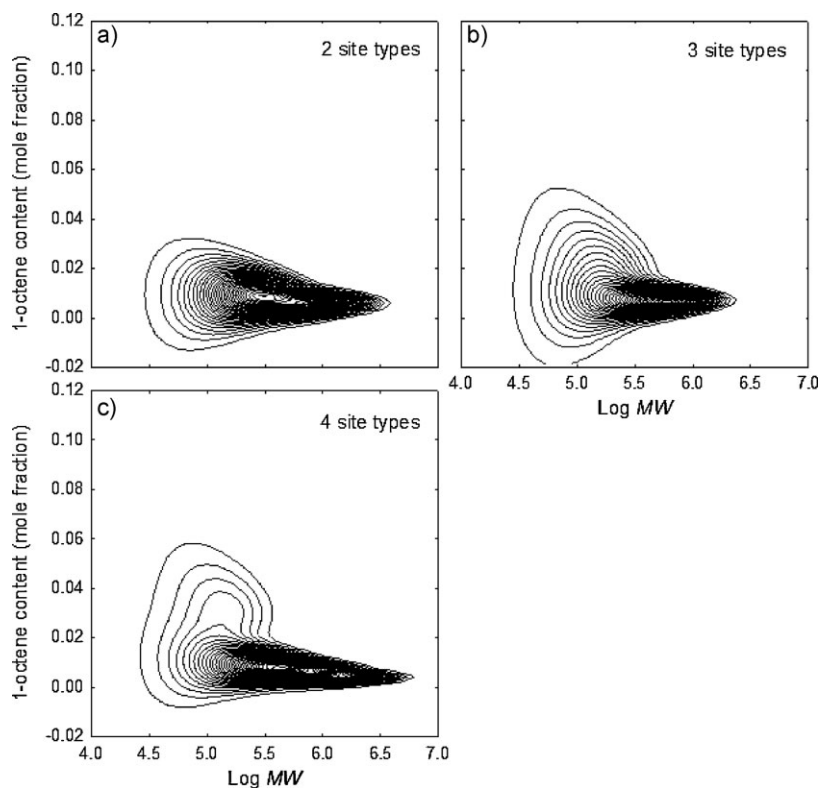 a)
2 site types
1-octene content (mole fraction)
0.12
0.10
0.08
0.06
0.04
0.02
0.00
-0.02
b)
3 site types
4.0 4.5 5.0 5.5 6.0 6.5 7.0
Log MW
c)
4 site types
1-octene content (mole fraction)
0.12
0.10
0.08
0.06
0.04
0.02
0.00
-0.02
4.0 4.5 5.0 5.5 6.0 6.5 7.0
Log MW